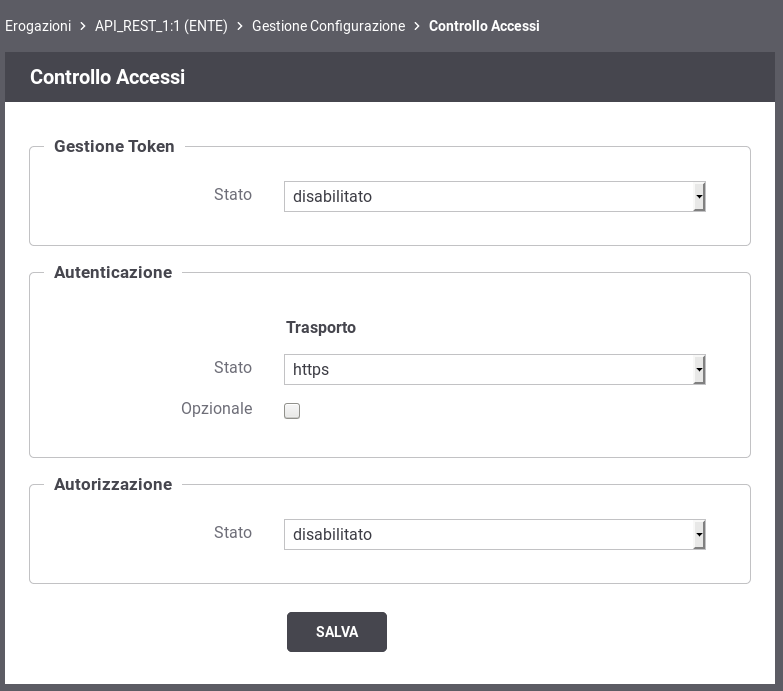 Erogazioni > API_REST_1:1 (ENTE) > Gestione Configurazione > Controllo Accessi
Controllo Accessi
Gestione Token
Stato disabilitato
Autenticazione
Trasporto
Stato https
Opzionale
Autorizzazione
Stato disabilitato
SALVA